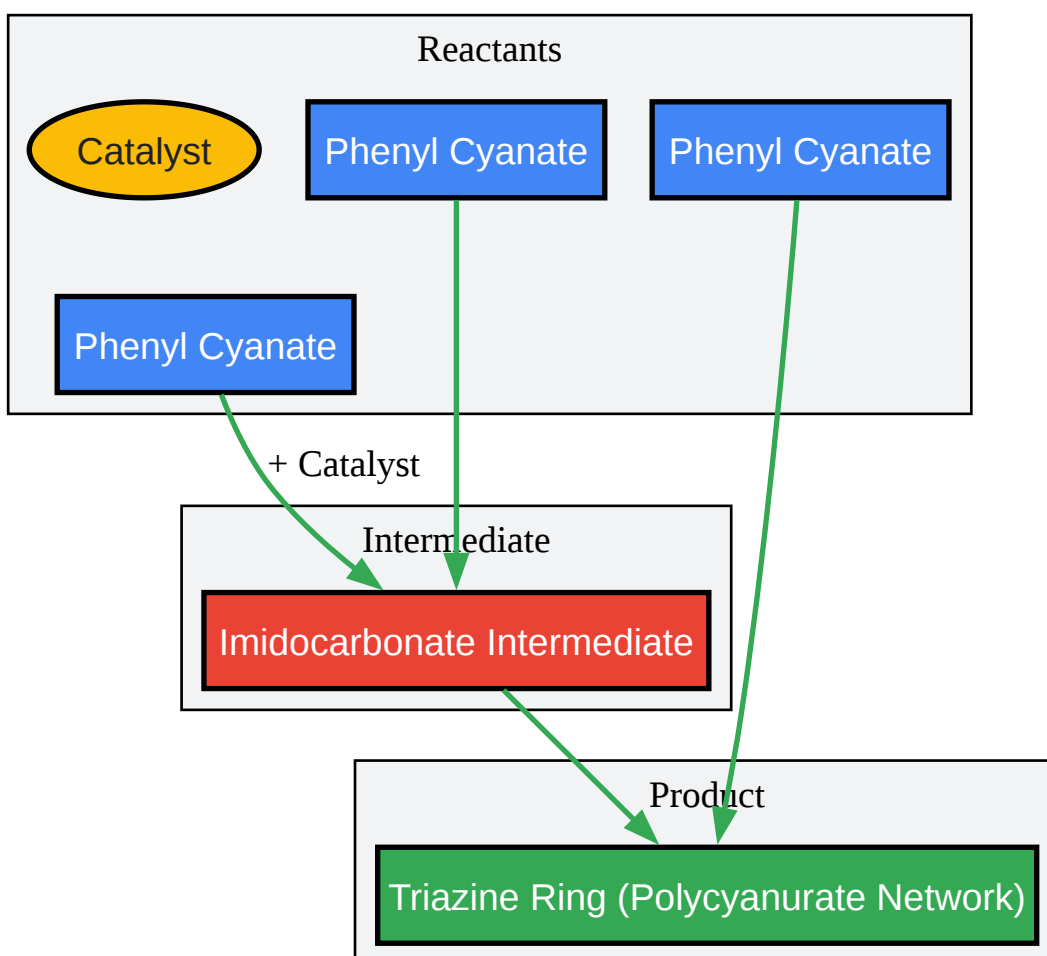 Reactants
Catalyst
Phenyl Cyanate
Phenyl Cyanate
Phenyl Cyanate
+ Catalyst
Intermediate
Imidocarbonate Intermediate
Product
Triazine Ring (Polycyanurate Network)